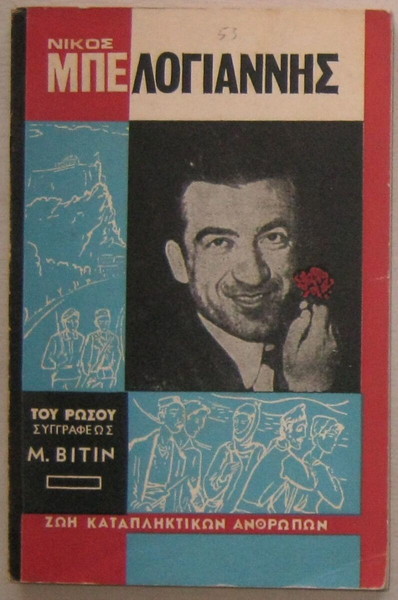 53
ΝΙΚΟΣ
ΜΠΕΛΟΓΙΑΝΝΗΣ
ΤΟΥ ΡΩΣΟΥ
ΣΥΓΓΡΑΦΕΩΣ
Μ. ΒΙΤΙΝ
ΖΩΗ ΚΑΤΑΠΛΗΚΤΙΚΩΝ ΑΝΘΡΩΠΩΝ